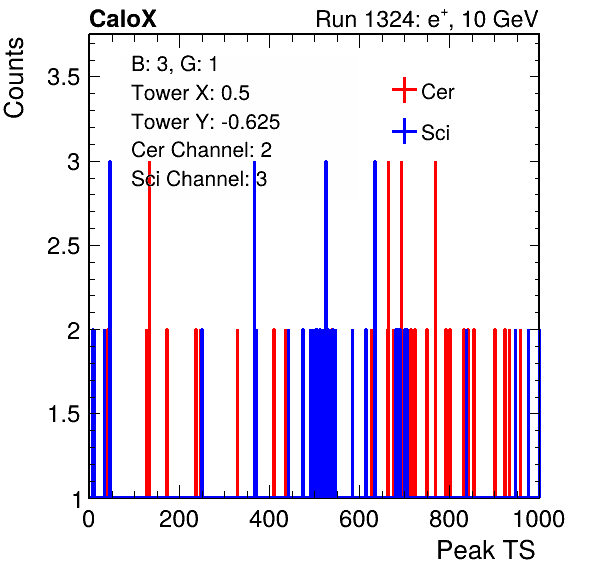 CaloX Run 1324: e⁺, 10 GeV
Counts
B: 3, G: 1
Tower X: 0.5
Tower Y: -0.625
Cer Channel: 2
Sci Channel: 3
Cer
Sci
3.5
3
2.5
2
1.5
1
0 200 400 600 800 1000
Peak TS